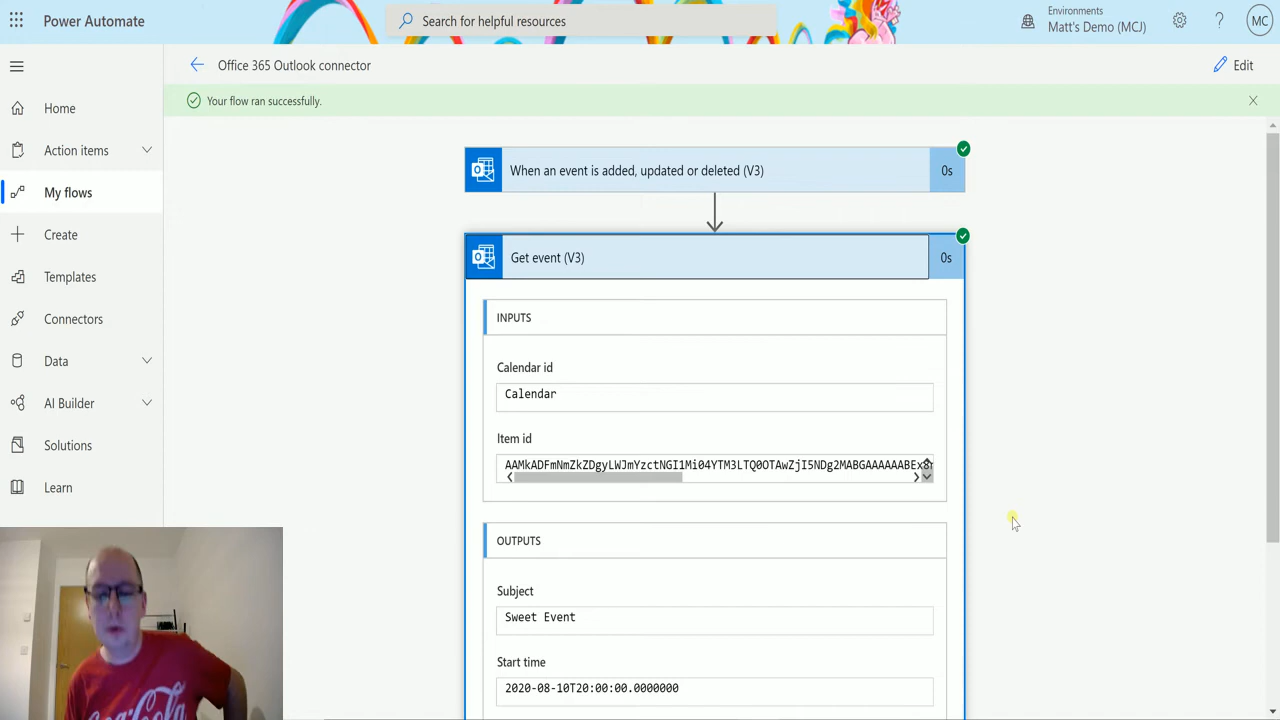 Power Automate
Search for helpful resources
Environments
Matt's Demo (MCJ)
MC
Office 365 Outlook connector
Edit
Your flow ran successfully.
Home
Action items
My flows
Create
Templates
Connectors
Data
AI Builder
Solutions
Learn
When an event is added, updated or deleted (V3)
0s
Get event (V3)
0s
INPUTS
Calendar id
Calendar
Item id
OUTPUTS
Subject
Sweet Event
Start time
2020-08-10T20:00:00.0000000
Coca-Cola